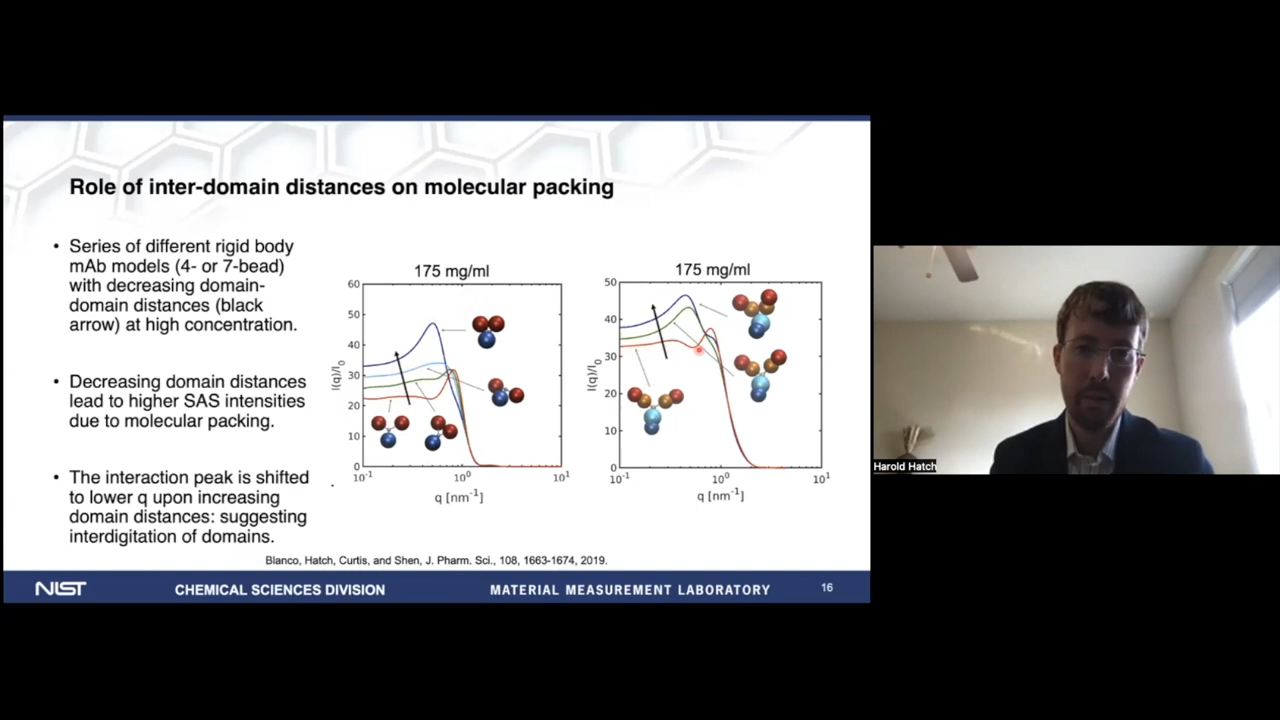 Role of inter-domain distances on molecular packing
• Series of different rigid body
mAb models (4- or 7-bead)
with decreasing domain-
domain distances (black
arrow) at high concentration.
• Decreasing domain distances
lead to higher SAS intensities
due to molecular packing.
• The interaction peak is shifted
to lower q upon increasing
domain distances: suggesting
interdigitation of domains.
175 mg/ml
60
50
40
30
20
10
0
I(q)/I₀
10⁻¹ 10⁰ 10¹
q [nm⁻¹]
175 mg/ml
50
40
30
20
10
0
I(q)/I₀
10⁻¹ 10⁰ 10¹
q [nm⁻¹]
Blanco, Hatch, Curtis, and Shen, J. Pharm. Sci., 108, 1663-1674, 2019.
NIST CHEMICAL SCIENCES DIVISION MATERIAL MEASUREMENT LABORATORY 16
Harold Hatch